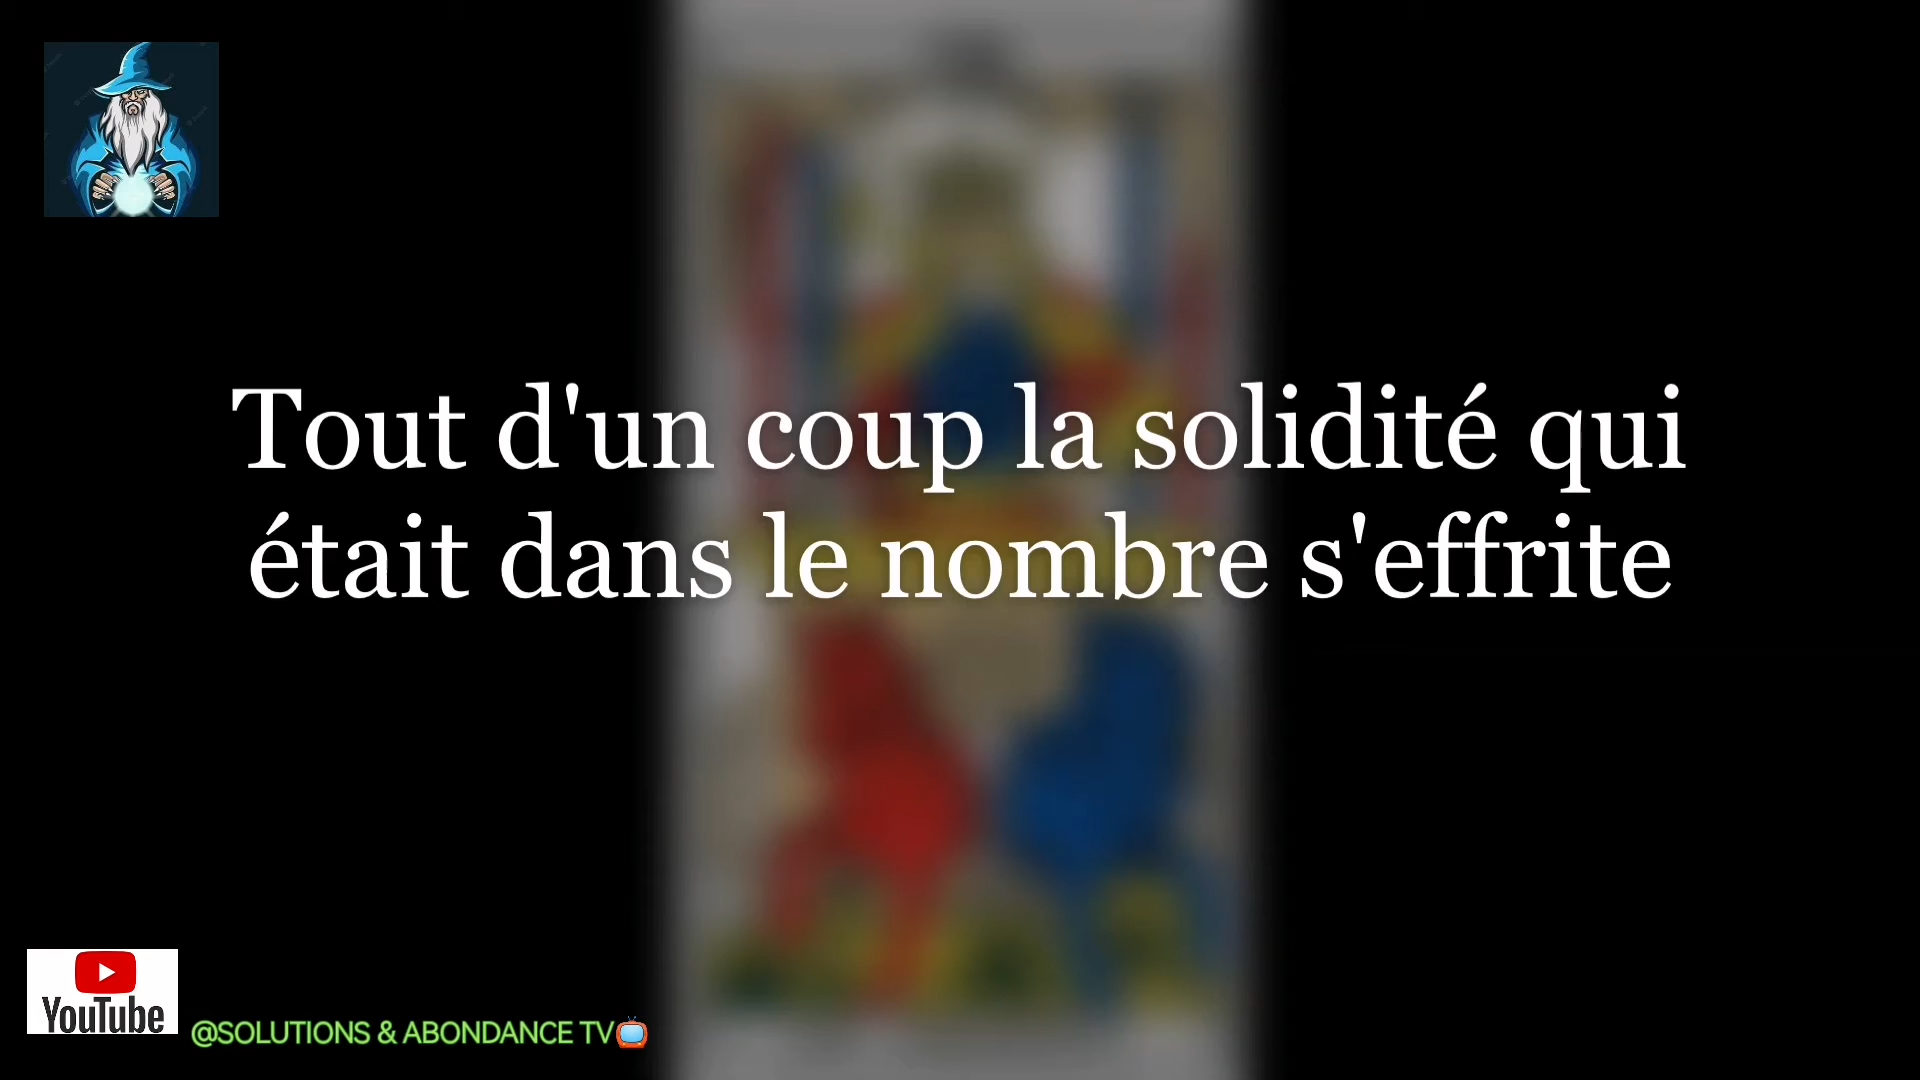 Tout d'un coup la solidité qui
était dans le nombre s'effrite
YouTube
@SOLUTIONS & ABONDANCE TV📺